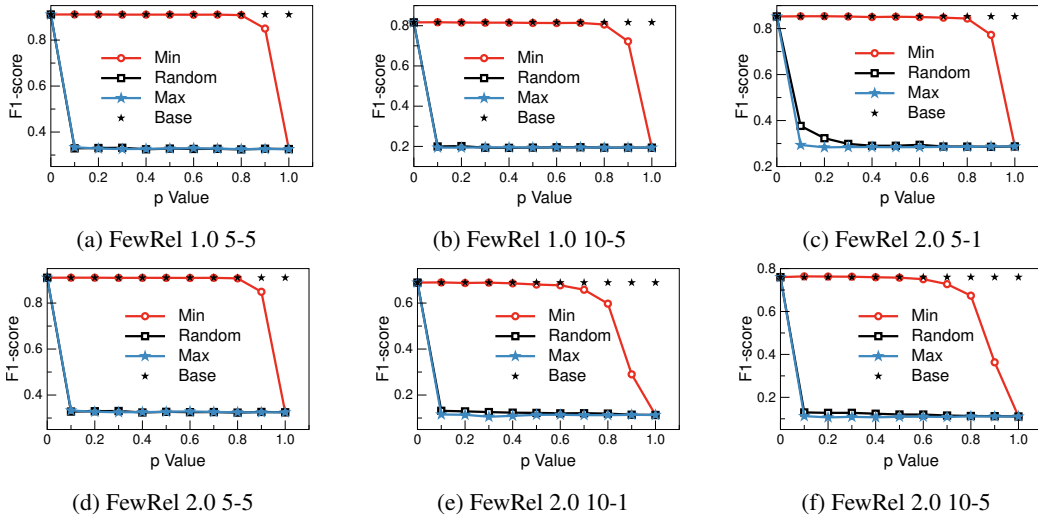 F1-score
0.8
0.6
0.4
Min
Random
Max
Base
0 0.2 0.4 0.6 0.8 1.0
p Value
(a) FewRel 1.0 5-5
F1-score
0.8
0.6
0.4
0.2
Min
Random
Max
Base
0 0.2 0.4 0.6 0.8 1.0
p Value
(b) FewRel 1.0 10-5
F1-score
0.8
0.6
0.4
0.2
Min
Random
Max
Base
0 0.2 0.4 0.6 0.8 1.0
p Value
(c) FewRel 2.0 5-1
F1-score
0.8
0.6
0.4
Min
Random
Max
Base
0 0.2 0.4 0.6 0.8 1.0
p Value
(d) FewRel 2.0 5-5
F1-score
0.6
0.4
0.2
Min
Random
Max
Base
0 0.2 0.4 0.6 0.8 1.0
p Value
(e) FewRel 2.0 10-1
F1-score
0.8
0.6
0.4
0.2
Min
Random
Max
Base
0 0.2 0.4 0.6 0.8 1.0
p Value
(f) FewRel 2.0 10-5